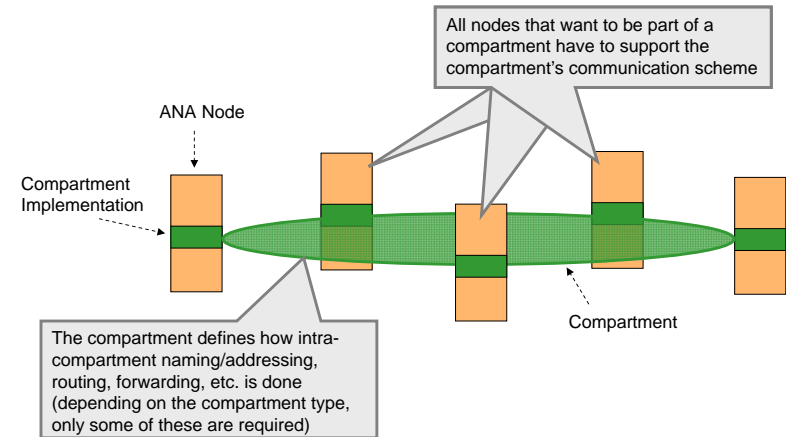 All nodes that want to be part of a
compartment have to support the
compartment's communication scheme
ANA Node
Compartment
Implementation
Compartment
The compartment defines how intra-
compartment naming/addressing,
routing, forwarding, etc. is done
(depending on the compartment type,
only some of these are required)